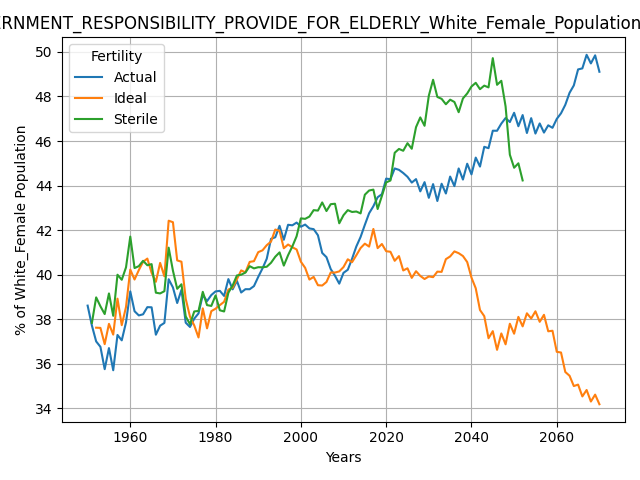 ERNMENT_RESPONSIBILITY_PROVIDE_FOR_ELDERLY_White_Female_Population
Fertility
Actual
Ideal
Sterile
% of White_Female Population
50
48
46
44
42
40
38
36
34
1960
1980
2000
2020
2040
2060
Years